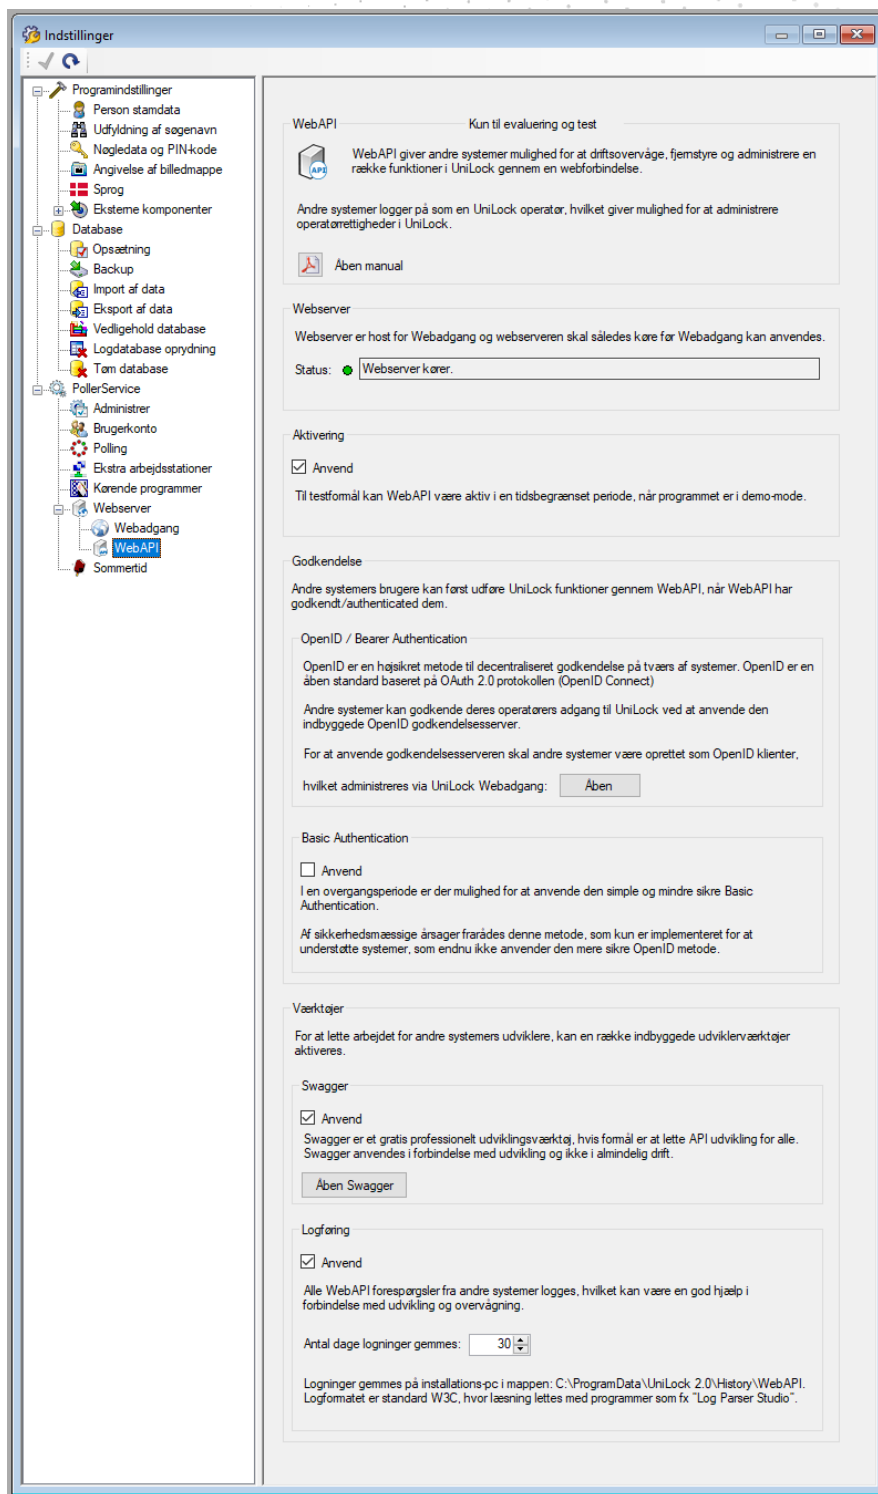 Indstillinger
Programindstillinger
Person stamdata
Udfyldning af søgenavn
Nøgledata og PIN-kode
Angivelse af billedmappe
Sprog
Eksterne komponenter
Database
Opsætning
Backup
Import af data
Eksport af data
Vedligehold database
Logdatabase oprydning
Tøm database
PollerService
Administrer
Brugerkonto
Polling
Ekstra arbejdsstationer
Kørende programmer
Webserver
Webadgang
WebAPI
Sommertid
WebAPI
Kun til evaluering og test
API
WebAPI giver andre systemer mulighed for at driftsovervåge, fjernstyre og administrere en
række funktioner i UniLock gennem en webforbindelse.
Andre systemer logger på som en UniLock operatør, hvilket giver mulighed for at administrere
operatørrettigheder i UniLock.
Åben manual
Webserver
Webserver er host for Webadgang og webserveren skal således køre før Webadgang kan anvendes.
Status:
Webserver kører.
Aktivering
Anvend
Til testformål kan WebAPI være aktiv i en tidsbegrænset periode, når programmet er i demo-mode.
Godkendelse
Andre systemers brugere kan først udføre UniLock funktioner gennem WebAPI, når WebAPI har
godkendt/authenticated dem.
OpenID / Bearer Authentication
OpenID er en højsikret metode til decentraliseret godkendelse på tværs af systemer. OpenID er en
åben standard baseret på OAuth 2.0 protokollen (OpenID Connect)
Andre systemer kan godkende deres operatørers adgang til UniLock ved at anvende den
indbyggede OpenID godkendelsesserver.
For at anvende godkendelsesserveren skal andre systemer være oprettet som OpenID klienter,
hvilket administreres via UniLock Webadgang:
Åben
Basic Authentication
Anvend
I en overgangsperiode er der mulighed for at anvende den simple og mindre sikre Basic
Authentication.
Af sikkerhedsmæssige årsager frarådes denne metode, som kun er implementeret for at
understøtte systemer, som endnu ikke anvender den mere sikre OpenID metode.
Værktøjer
For at lette arbejdet for andre systemers udviklere, kan en række indbyggede udviklerværktøjer
aktiveres.
Swagger
Anvend
Swagger er et gratis professionelt udviklingsværktøj, hvis formål er at lette API udvikling for alle.
Swagger anvendes i forbindelse med udvikling og ikke i almindelig drift.
Åben Swagger
Logføring
Anvend
Alle WebAPI forespørgsler fra andre systemer logges, hvilket kan være en god hjælp i
forbindelse med udvikling og overvågning.
Antal dage logninger gemmes:
30
Logninger gemmes på installations-pc i mappen: C:\ProgramData\UniLock 2.0\History\WebAPI.
Logformatet er standard W3C, hvor læsning lettes med programmer som fx "Log Parser Studio".